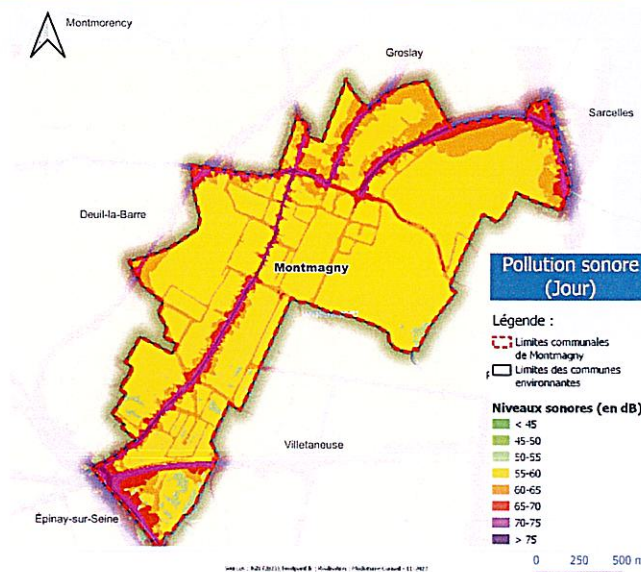 Montmorency
Groslay
Sarcelles
Deuil-la-Barre
Montmagny
Villetaneuse
Épinay-sur-Seine
Pollution sonore
(Jour)
Légende :
Limites communales
de Montmagny
Limites des communes
environnantes
Niveaux sonores (en dB)
< 45
45-50
50-55
55-60
60-65
65-70
70-75
> 75
0 250 500 m